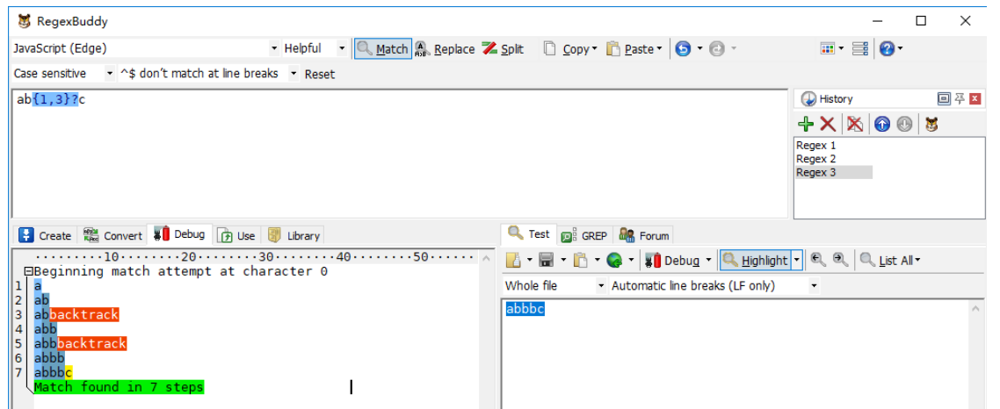 RegexBuddy
JavaScript (Edge) Helpful Match Replace Split Copy Paste
Case sensitive ^$ don't match at line breaks Reset
ab{1,3}?c
History
Regex 1
Regex 2
Regex 3
Create Convert Debug Use Library
Test GREP Forum
·········10········20········30········40········50······
Beginning match attempt at character 0
1 a
2 ab
3 abbacktrack
4 abb
5 abbbacktrack
6 abbb
7 abbbc
Match found in 7 steps
Debug Highlight List All
Whole file Automatic line breaks (LF only)
abbbc